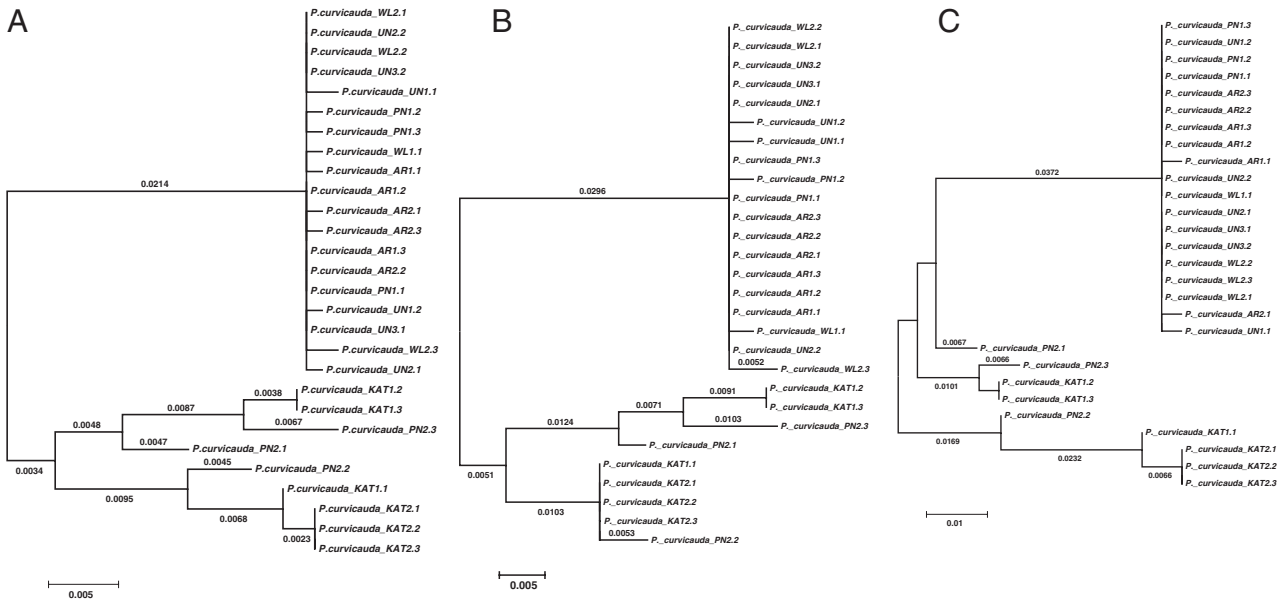 A
P.curvicauda_WL2.1
P.curvicauda_UN2.2
P.curvicauda_WL2.2
P.curvicauda_UN3.2
P.curvicauda_UN1.1
P.curvicauda_PN1.2
P.curvicauda_PN1.3
P.curvicauda_WL1.1
P.curvicauda_AR1.1
0.0214
P.curvicauda_AR1.2
P.curvicauda_AR2.1
P.curvicauda_AR2.3
P.curvicauda_AR1.3
P.curvicauda_AR2.2
P.curvicauda_PN1.1
P.curvicauda_UN1.2
P.curvicauda_UN3.1
P.curvicauda_WL2.3
P.curvicauda_UN2.1
0.0038
P.curvicauda_KAT1.2
P.curvicauda_KAT1.3
0.0087
0.0067
P.curvicauda_PN2.3
0.0048
0.0047
P.curvicauda_PN2.1
0.0034
0.0045
P.curvicauda_PN2.2
0.0095
P.curvicauda_KAT1.1
0.0068
P.curvicauda_KAT2.1
P.curvicauda_KAT2.2
0.0023
P.curvicauda_KAT2.3
0.005
B
P._curvicauda_WL2.2
P._curvicauda_WL2.1
P._curvicauda_UN3.2
P._curvicauda_UN3.1
P._curvicauda_UN2.1
P._curvicauda_UN1.2
P._curvicauda_UN1.1
P._curvicauda_PN1.3
P._curvicauda_PN1.2
0.0296
P._curvicauda_PN1.1
P._curvicauda_AR2.3
P._curvicauda_AR2.2
P._curvicauda_AR2.1
P._curvicauda_AR1.3
P._curvicauda_AR1.2
P._curvicauda_AR1.1
P._curvicauda_WL1.1
P._curvicauda_UN2.2
0.0052
P._curvicauda_WL2.3
0.0091
P._curvicauda_KAT1.2
P._curvicauda_KAT1.3
0.0071
0.0103
P._curvicauda_PN2.3
0.0124
P._curvicauda_PN2.1
0.0051
P._curvicauda_KAT1.1
P._curvicauda_KAT2.1
P._curvicauda_KAT2.2
0.0103
P._curvicauda_KAT2.3
0.0053
P._curvicauda_PN2.2
0.005
C
P._curvicauda_PN1.3
P._curvicauda_UN1.2
P._curvicauda_PN1.2
P._curvicauda_PN1.1
P._curvicauda_AR2.3
P._curvicauda_AR2.2
P._curvicauda_AR1.3
P._curvicauda_AR1.2
P._curvicauda_AR1.1
0.0372
P._curvicauda_UN2.2
P._curvicauda_WL1.1
P._curvicauda_UN2.1
P._curvicauda_UN3.1
P._curvicauda_UN3.2
P._curvicauda_WL2.2
P._curvicauda_WL2.3
P._curvicauda_WL2.1
P._curvicauda_AR2.1
P._curvicauda_UN1.1
0.0067
P._curvicauda_PN2.1
0.0066
P._curvicauda_PN2.3
0.0101
P._curvicauda_KAT1.2
P._curvicauda_KAT1.3
P._curvicauda_PN2.2
0.0169
P._curvicauda_KAT1.1
0.0232
P._curvicauda_KAT2.1
P._curvicauda_KAT2.2
0.0066
P._curvicauda_KAT2.3
0.01